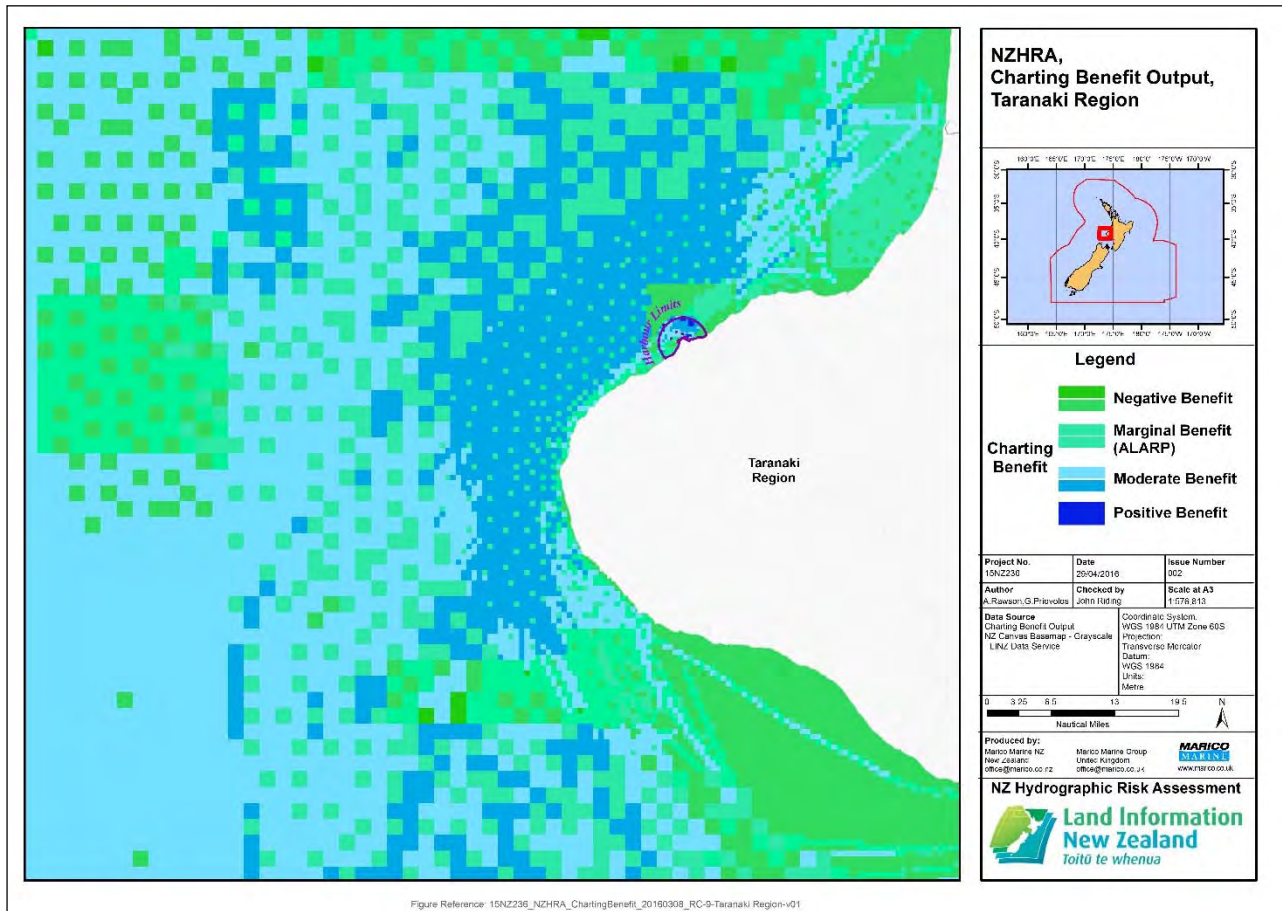 NZHRA,
Charting Benefit Output,
Taranaki Region
Harbour Limits
Taranaki
Region
Legend
Charting
Benefit
Negative Benefit
Marginal Benefit
(ALARP)
Moderate Benefit
Positive Benefit
Project No.
Date
Issue Number
29/04/2016
002
Author
Checked by
Scale at A3
A.Rawson,G.Priovolos
John Riding
1:576,813
Data Source
Charting Benefit Output
NZ Canvas Basemap - Grayscale
LINZ Data Service
Coordinate System:
WGS 1984 UTM Zone 60S
Projection:
Transverse Mercator
Datum:
WGS 1984
Units:
Metre
0 3.25 6.5 13 19.5
N
Nautical Miles
Produced by:
Marico Marine NZ
New Zealand
office@marico.co.nz
Marico Marine Group
United Kingdom
office@marico.co.uk
MARICO
MARINE
www.marico.co.uk
NZ Hydrographic Risk Assessment
Land Information
New Zealand
Toitū te whenua
Figure Reference: 15NZ236_NZHRA_ChartingBenefit_20160308_RC-9-Taranaki Region-v01